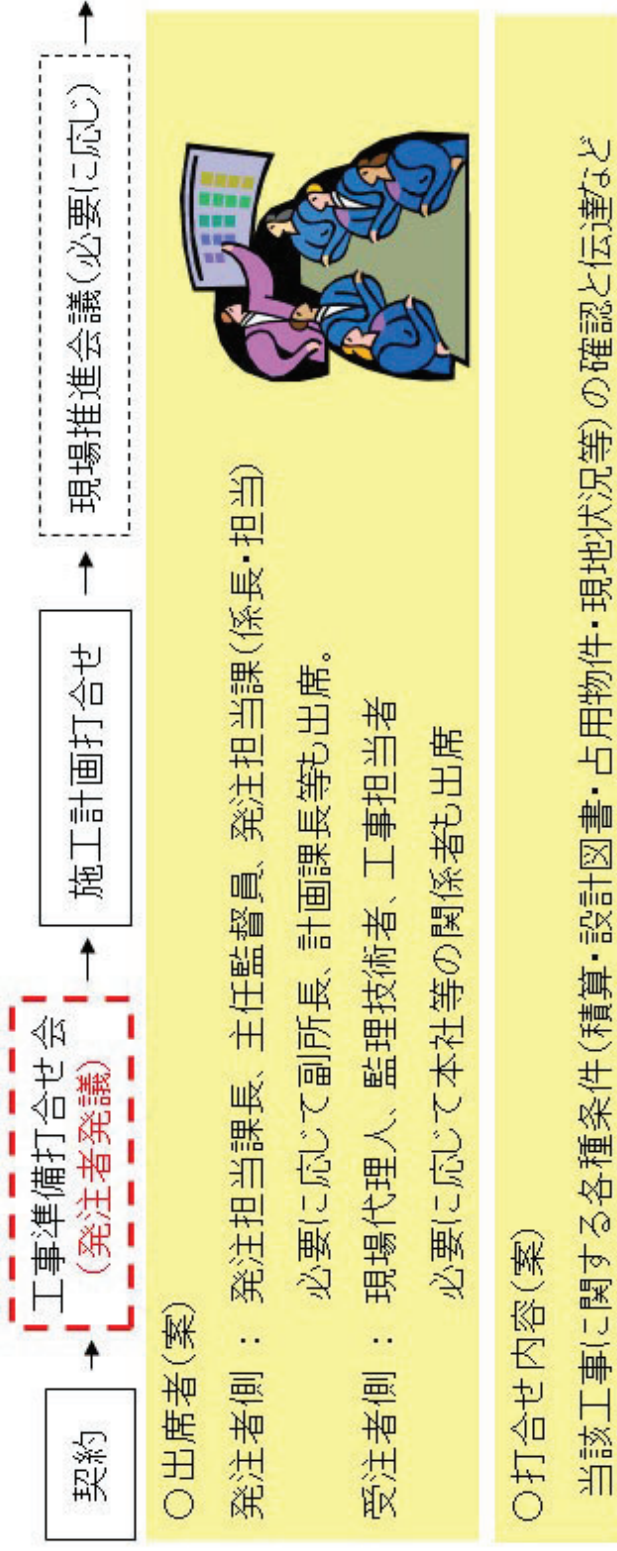 契約
工事準備打合せ会
(発注者発議)
施工計画打合せ
現場推進会議(必要に応じ)
○出席者(案)
発注者側 : 発注担当課長、主任監督員、発注担当課(係長・担当)
必要に応じて副所長、計画課長等も出席。
受注者側 : 現場代理人、監理技術者、工事担当者
必要に応じて本社等の関係者も出席
○打合せ内容(案)
当該工事に関する各種条件(積算・設計図書・占用物件・現地状況等)の確認と伝達など